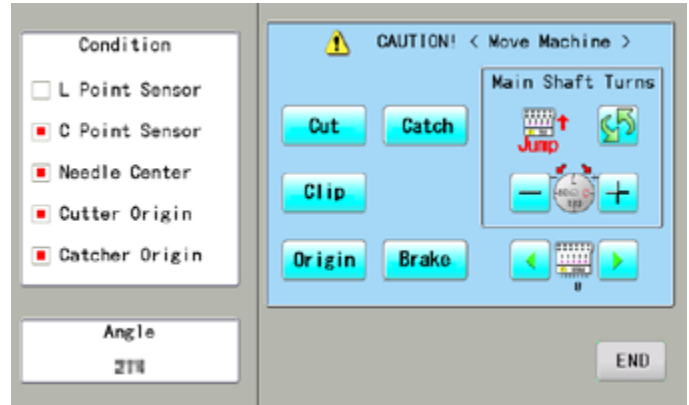 Condition
L Point Sensor
C Point Sensor
Needle Center
Cutter Origin
Catcher Origin
Angle
CAUTION! < Move Machine >
Main Shaft Turns
Cut
Catch
Jump
Clip
Origin
Brake
END